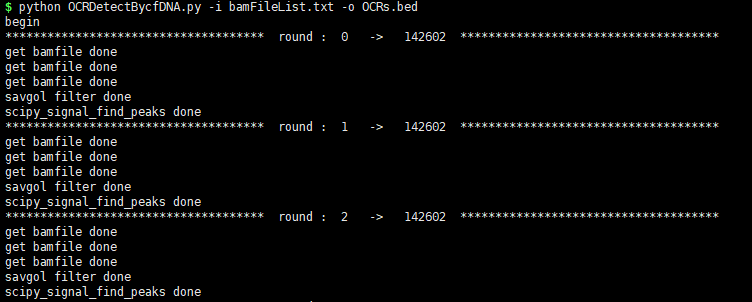 $ python OCRDetectBycfDNA.py -i bamFileList.txt -o OCRs.bed
begin
************************************* round : 0 -> 142602 *************************************
get bamfile done
get bamfile done
get bamfile done
savgol filter done
scipy_signal_find_peaks done
************************************* round : 1 -> 142602 *************************************
get bamfile done
get bamfile done
get bamfile done
savgol filter done
scipy_signal_find_peaks done
************************************* round : 2 -> 142602 *************************************
get bamfile done
get bamfile done
get bamfile done
savgol filter done
scipy_signal_find_peaks done